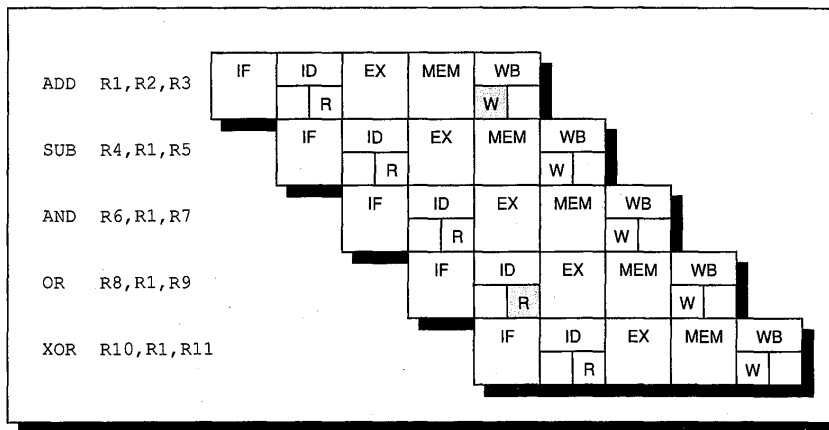 IF ID EX MEM WB
ADD R1,R2,R3
R W
IF ID EX MEM WB
SUB R4,R1,R5
R W
IF ID EX MEM WB
AND R6,R1,R7
R W
IF ID EX MEM WB
OR R8,R1,R9
R W
IF ID EX MEM WB
XOR R10,R1,R11
R W